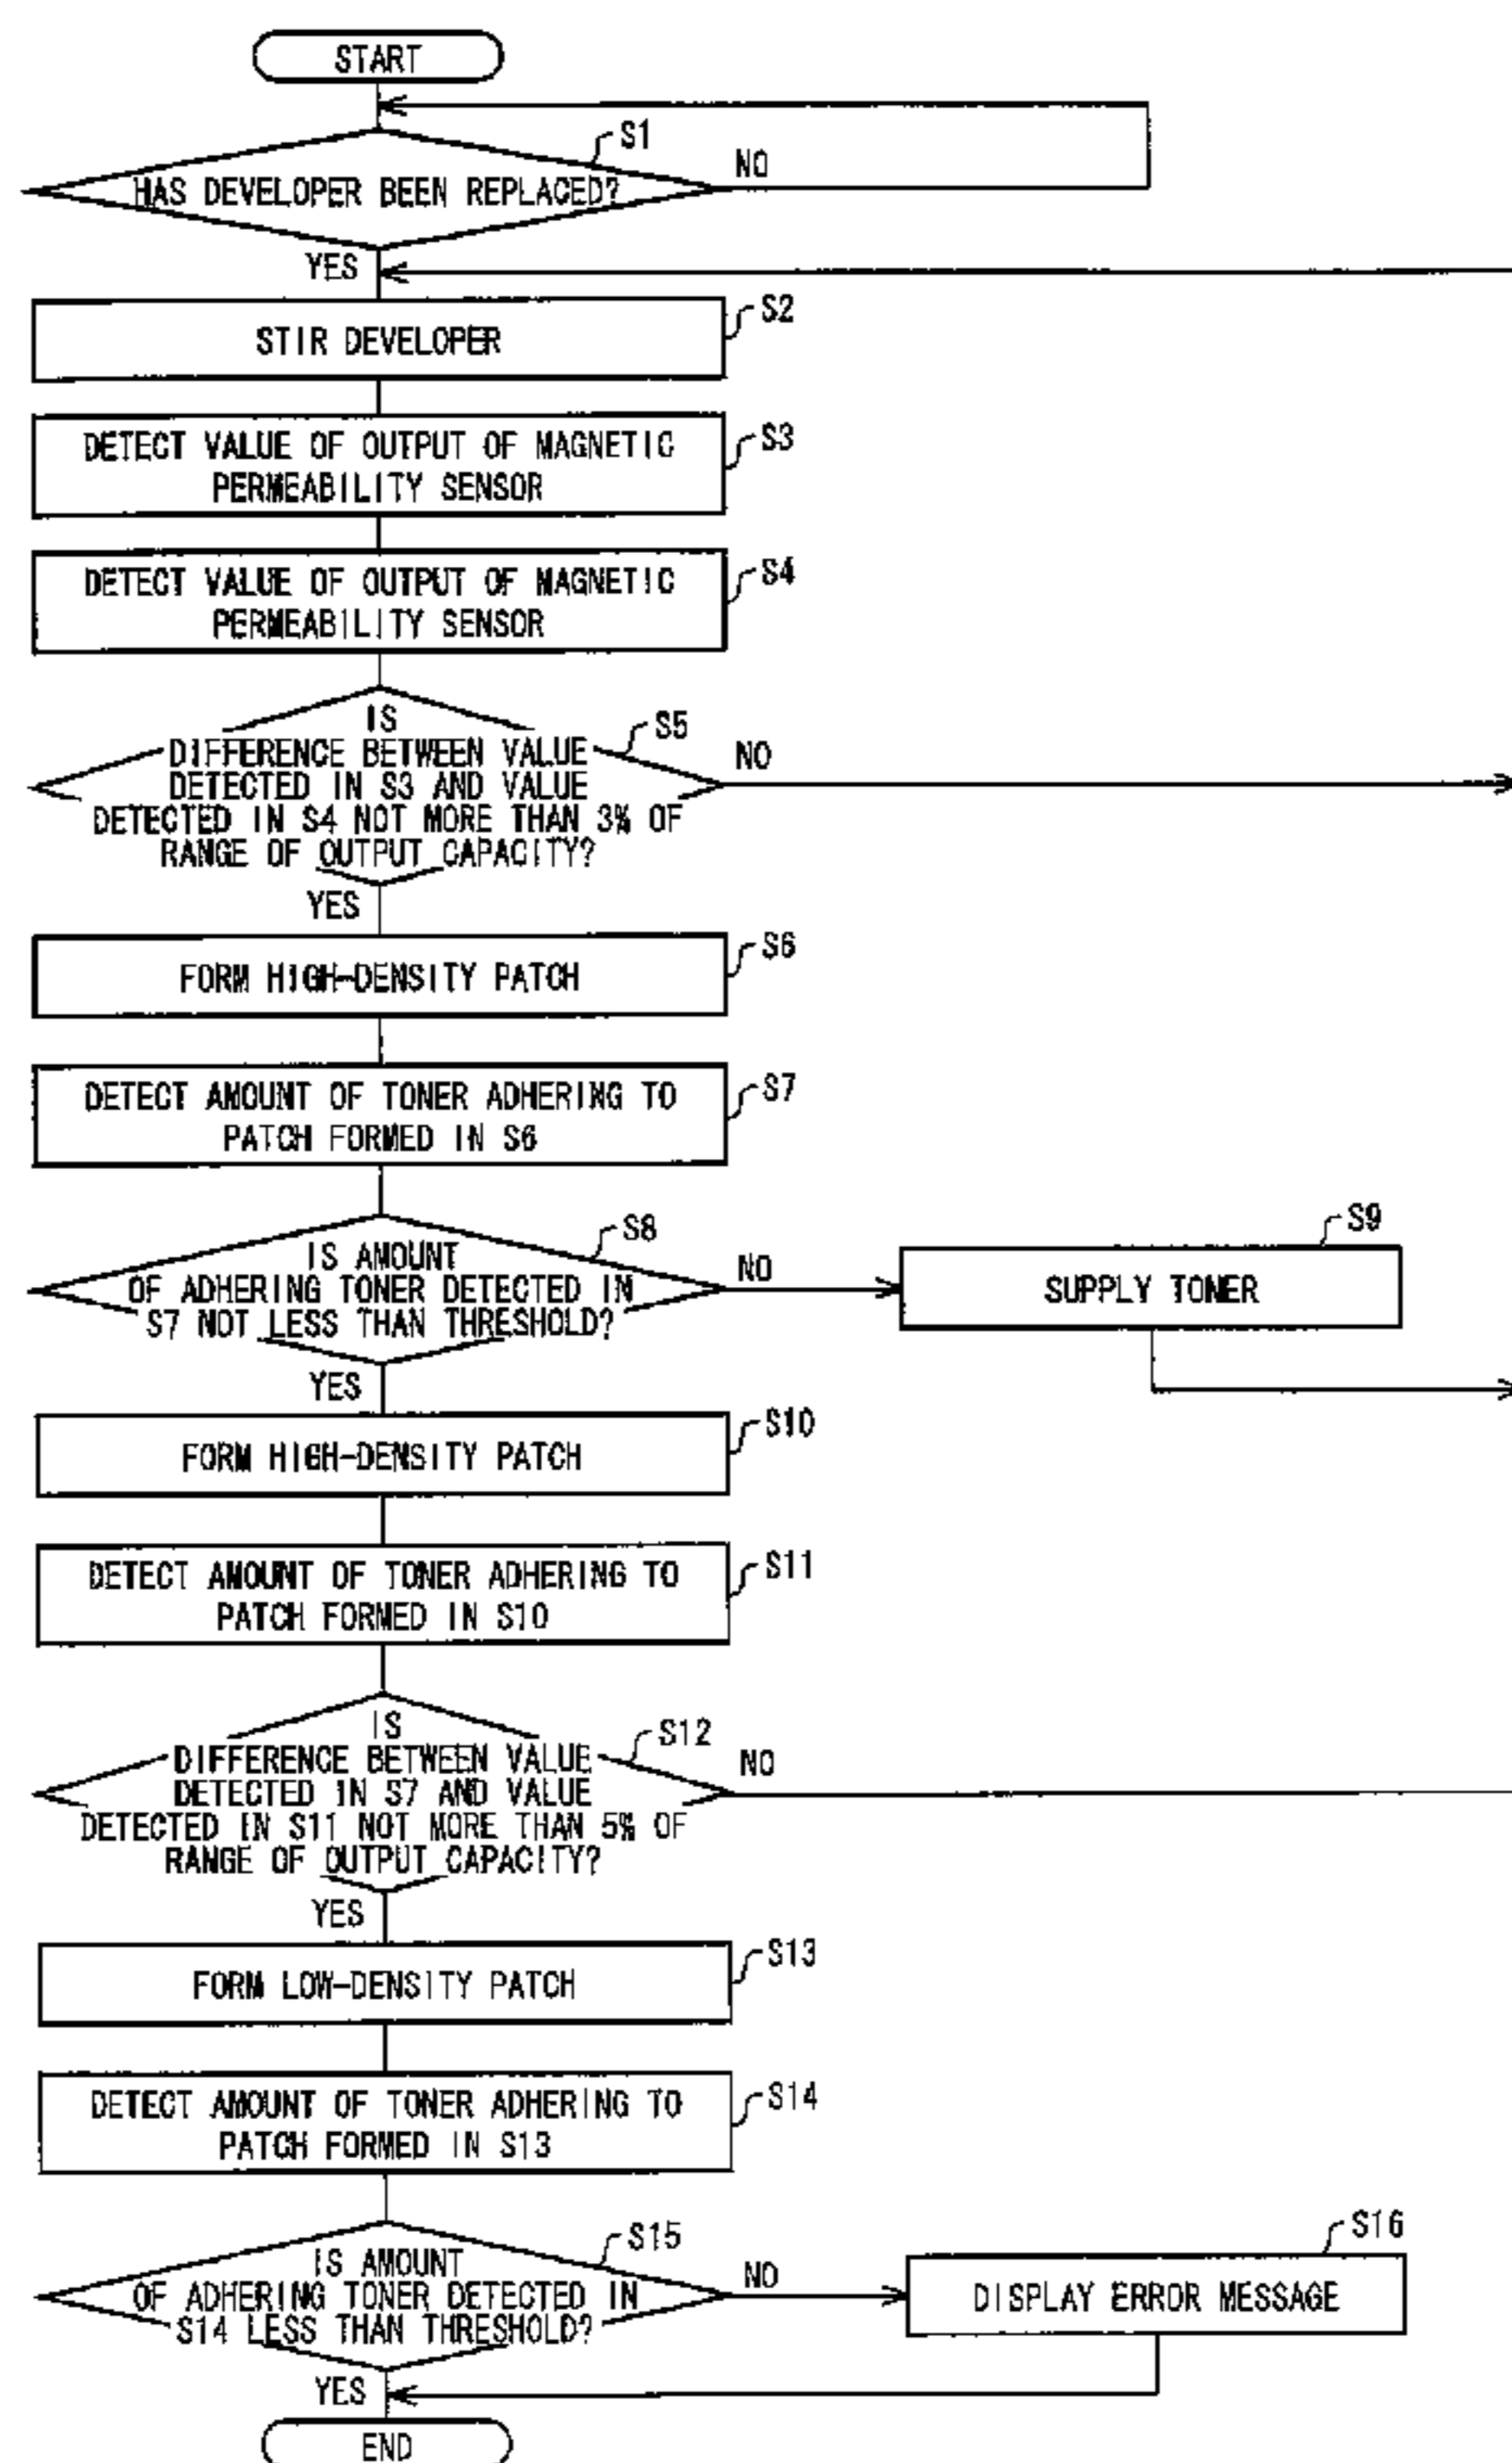 START
S1
HAS DEVELOPER BEEN REPLACED?
NO
YES
S2
STIR DEVELOPER
S3
DETECT VALUE OF OUTPUT OF MAGNETIC
PERMEABILITY SENSOR
S4
DETECT VALUE OF OUTPUT OF MAGNETIC
PERMEABILITY SENSOR
S5
IS
DIFFERENCE BETWEEN VALUE
DETECTED IN S3 AND VALUE
DETECTED IN S4 NOT MORE THAN 3% OF
RANGE OF OUTPUT CAPACITY?
NO
YES
S6
FORM HIGH-DENSITY PATCH
S7
DETECT AMOUNT OF TONER ADHERING TO
PATCH FORMED IN S6
S8
IS AMOUNT
OF ADHERING TONER DETECTED IN
S7 NOT LESS THAN THRESHOLD?
NO
S9
SUPPLY TONER
YES
S10
FORM HIGH-DENSITY PATCH
S11
DETECT AMOUNT OF TONER ADHERING TO
PATCH FORMED IN S10
S12
IS
DIFFERENCE BETWEEN VALUE
DETECTED IN S7 AND VALUE
DETECTED IN S11 NOT MORE THAN 5% OF
RANGE OF OUTPUT CAPACITY?
NO
YES
S13
FORM LOW-DENSITY PATCH
S14
DETECT AMOUNT OF TONER ADHERING TO
PATCH FORMED IN S13
S15
IS AMOUNT
OF ADHERING TONER DETECTED IN
S14 LESS THAN THRESHOLD?
NO
S16
DISPLAY ERROR MESSAGE
YES
END